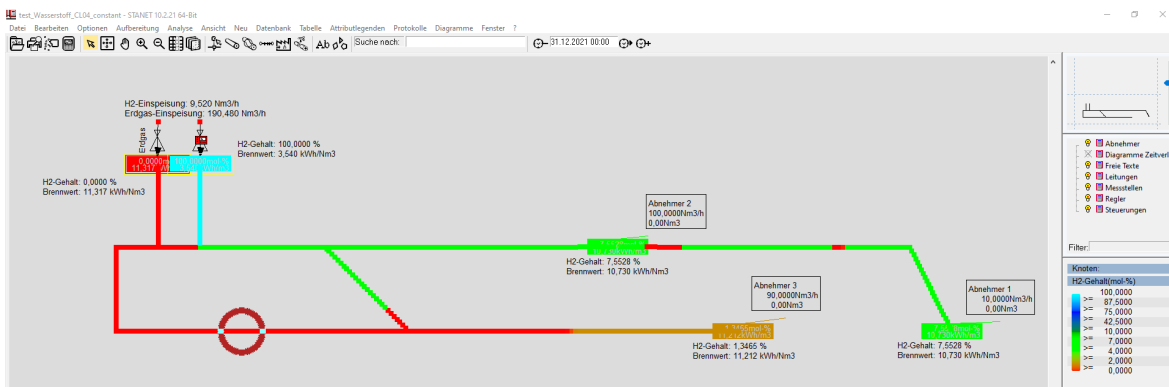 test_Wasserstoff_CL04_constant - STANET 10.2.21 64-Bit
Datei Bearbeiten Optionen Aufbereitung Analyse Ansicht Neu Datenbank Tabelle Attributlegenden Protokolle Diagramme Fenster ?
Ab
Suche nach:
31.12.2021 00:00
H2-Einspeisung: 9,520 Nm3/h
Erdgas-Einspeisung: 190,480 Nm3/h
Erdgas
H2-Gehalt: 100,0000 %
Brennwert: 3,540 kWh/Nm3
H2-Gehalt: 0,0000 %
Brennwert: 11,317 kWh/Nm3
Abnehmer 2
100,0000Nm3/h
0,00Nm3
H2-Gehalt: 7,5528 %
Brennwert: 10,730 kWh/Nm3
Abnehmer 3
90,0000Nm3/h
0,00Nm3
1,3465mol-%
H2-Gehalt: 1,3465 %
Brennwert: 11,212 kWh/Nm3
Abnehmer 1
10,0000Nm3/h
0,00Nm3
H2-Gehalt: 7,5528 %
Brennwert: 10,730 kWh/Nm3
Abnehmer
Diagramme Zeitverl
Freie Texte
Leitungen
Messstellen
Regler
Steuerungen
Filter:
Knoten:
H2-Gehalt(mol-%)
100,0000
>= 87,5000
>= 75,0000
>= 42,5000
>= 10,0000
>= 7,0000
>= 4,0000
>= 2,0000
>= 0,0000